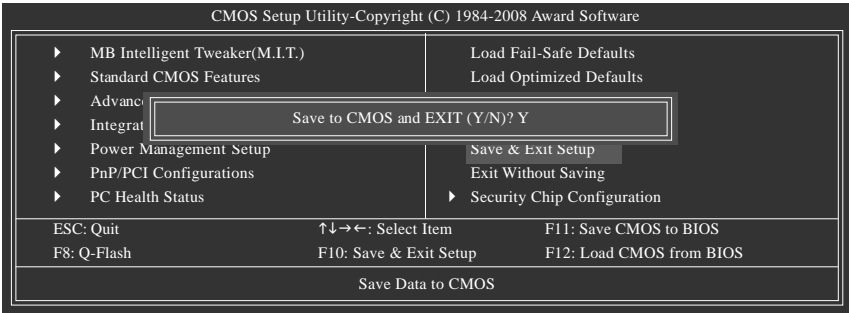 CMOS Setup Utility-Copyright (C) 1984-2008 Award Software
MB Intelligent Tweaker(M.I.T.)
Standard CMOS Features
Power Management Setup
PnP/PCI Configurations
PC Health Status
Load Fail-Safe Defaults
Load Optimized Defaults
Save to CMOS and EXIT (Y/N)? Y
Save & Exit Setup
Exit Without Saving
Security Chip Configuration
ESC: Quit ↑↓→←: Select Item F11: Save CMOS to BIOS
F8: Q-Flash F10: Save & Exit Setup F12: Load CMOS from BIOS
Save Data to CMOS